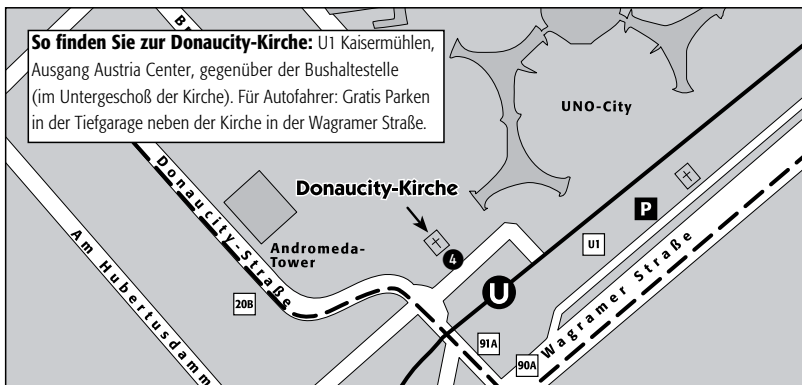 So finden Sie zur Donaucity-Kirche: U1 Kaisermühlen,
Ausgang Austria Center, gegenüber der Bushaltestelle
(im Untergeschoß der Kirche). Für Autofahrer: Gratis Parken
in der Tiefgarage neben der Kirche in der Wagramer Straße.
UNO-City
Donaucity-Straße
Donaucity-Kirche
P
4
U1
Andromeda-
Tower
Am Hubertusdamm
20B
U
Wagramer Straße
91A
90A